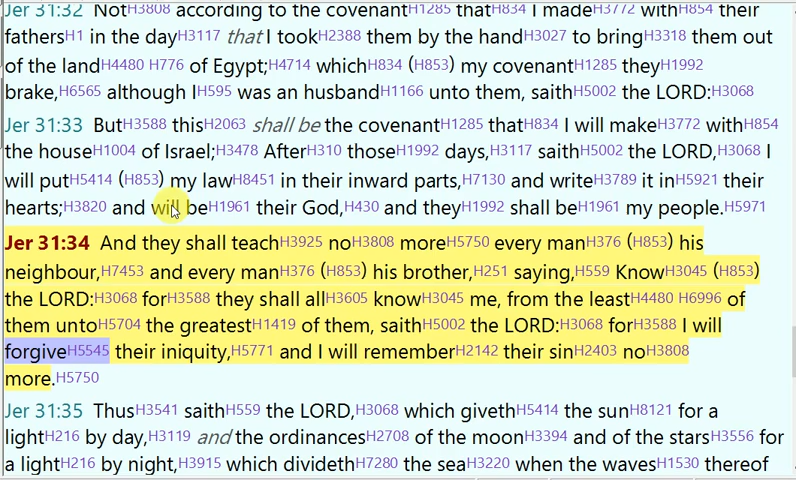 Jer 31:32 NotH3808 according to the covenantH1285 thatH834 I madeH3772 withH854 their
fathersH1 in the dayH3117 that I tookH2388 them by the handH3027 to bringH3318 them out
of the landH4480 H776 of Egypt;H4714 whichH834 (H853) my covenantH1285 theyH1992
brake,H6565 although IH595 was an husbandH1166 unto them, saithH5002 the LORD:H3068
Jer 31:33 ButH3588 thisH2063 shall be the covenantH1285 thatH834 I will makeH3772 withH854
the houseH1004 of Israel;H3478 AfterH310 thoseH1992 days,H3117 saithH5002 the LORD,H3068 I
will putH5414 (H853) my lawH8451 in their inward parts,H7130 and writeH3789 it inH5921 their
hearts;H3820 and will beH1961 their God,H430 and theyH1992 shall beH1961 my people.H5971
Jer 31:34 And they shall teachH3925 noH3808 moreH5750 every manH376 (H853) his
neighbour,H7453 and every manH376 (H853) his brother,H251 saying,H559 KnowH3045 (H853)
the LORD:H3068 forH3588 they shall allH3605 knowH3045 me, from the leastH4480 H6996 of
them untoH5704 the greatestH1419 of them, saithH5002 the LORD:H3068 forH3588 I will
forgiveH5545 their iniquity,H5771 and I will rememberH2142 their sinH2403 noH3808
more.H5750
Jer 31:35 ThusH3541 saithH559 the LORD,H3068 which givethH5414 the sunH8121 for a
lightH216 by day,H3119 and the ordinancesH2708 of the moonH3394 and of the starsH3556 for
a lightH216 by night,H3915 which dividethH7280 the seaH3220 when the wavesH1530 thereof